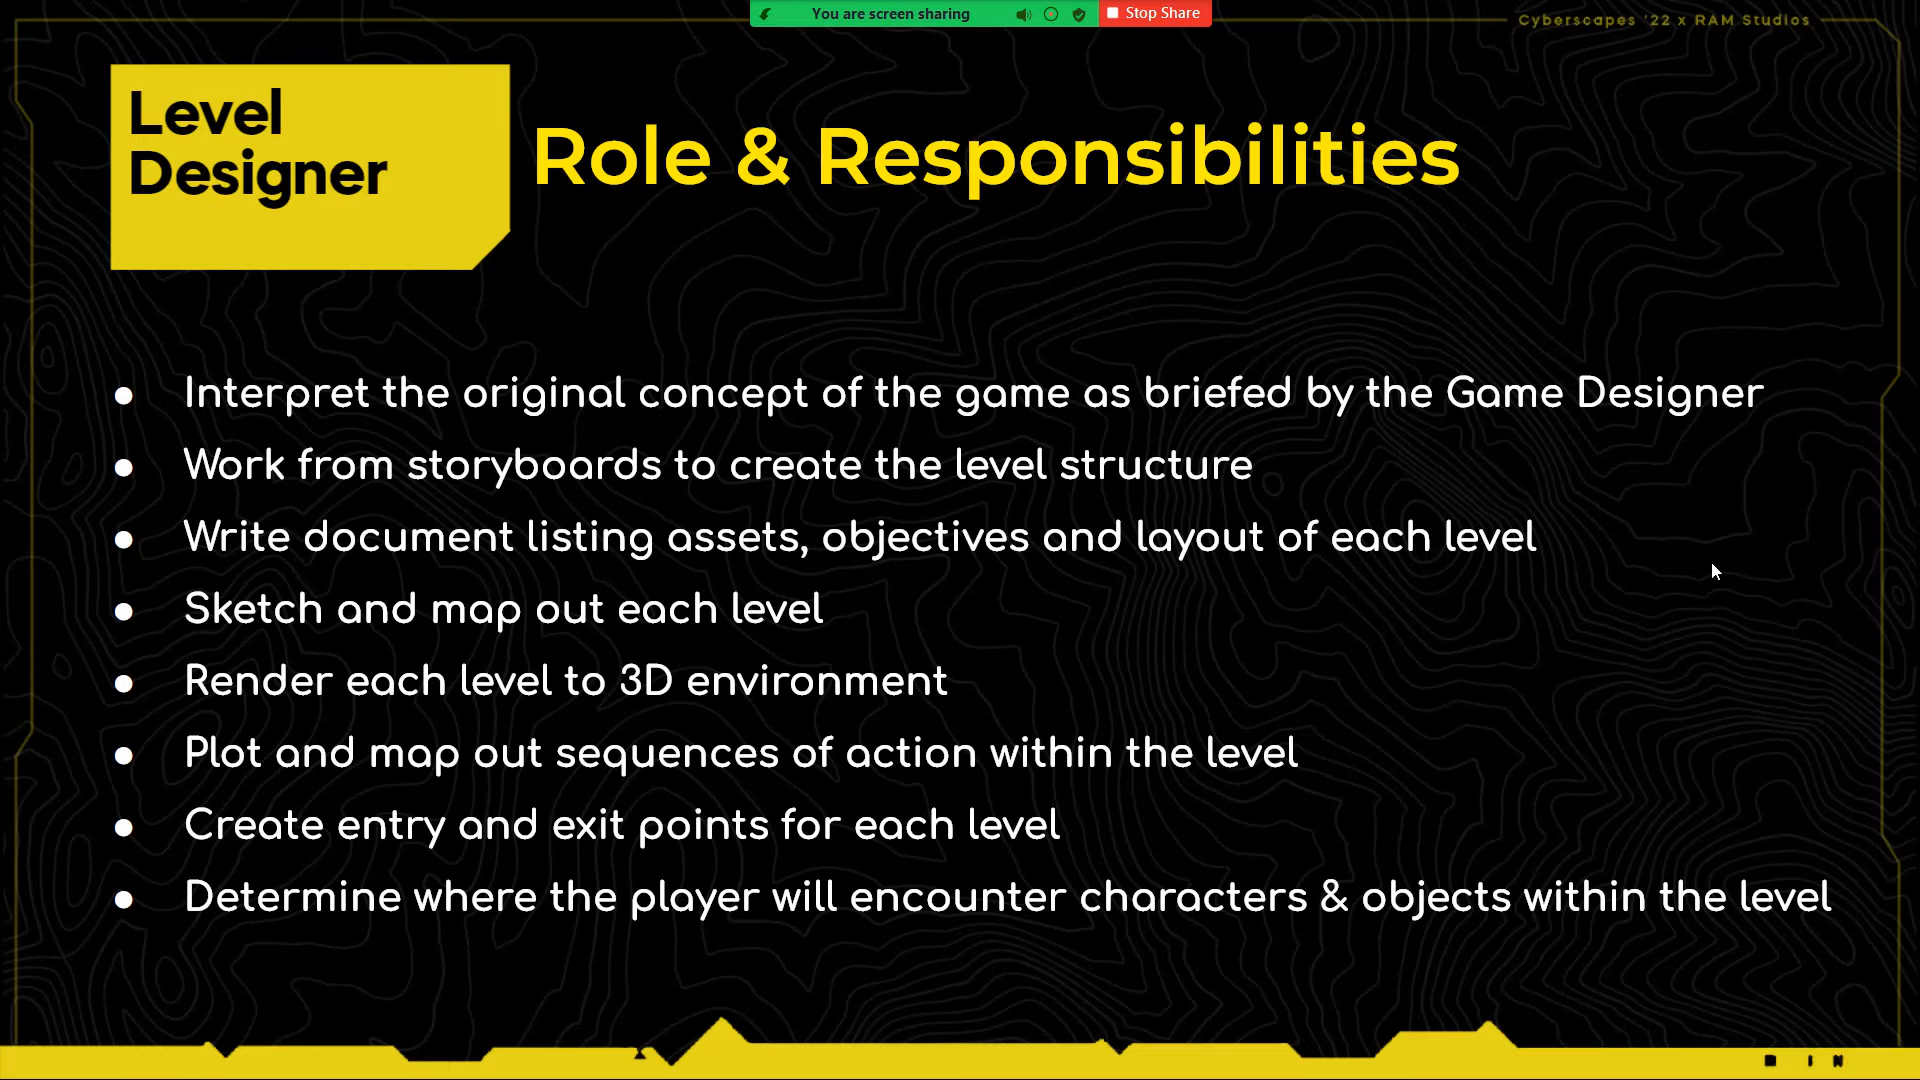 You are screen sharing
Stop Share
Cyberscapes '22 x RAM Studios
Level
Designer
Role & Responsibilities
● Interpret the original concept of the game as briefed by the Game Designer
● Work from storyboards to create the level structure
● Write document listing assets, objectives and layout of each level
● Sketch and map out each level
● Render each level to 3D environment
● Plot and map out sequences of action within the level
● Create entry and exit points for each level
● Determine where the player will encounter characters & objects within the level